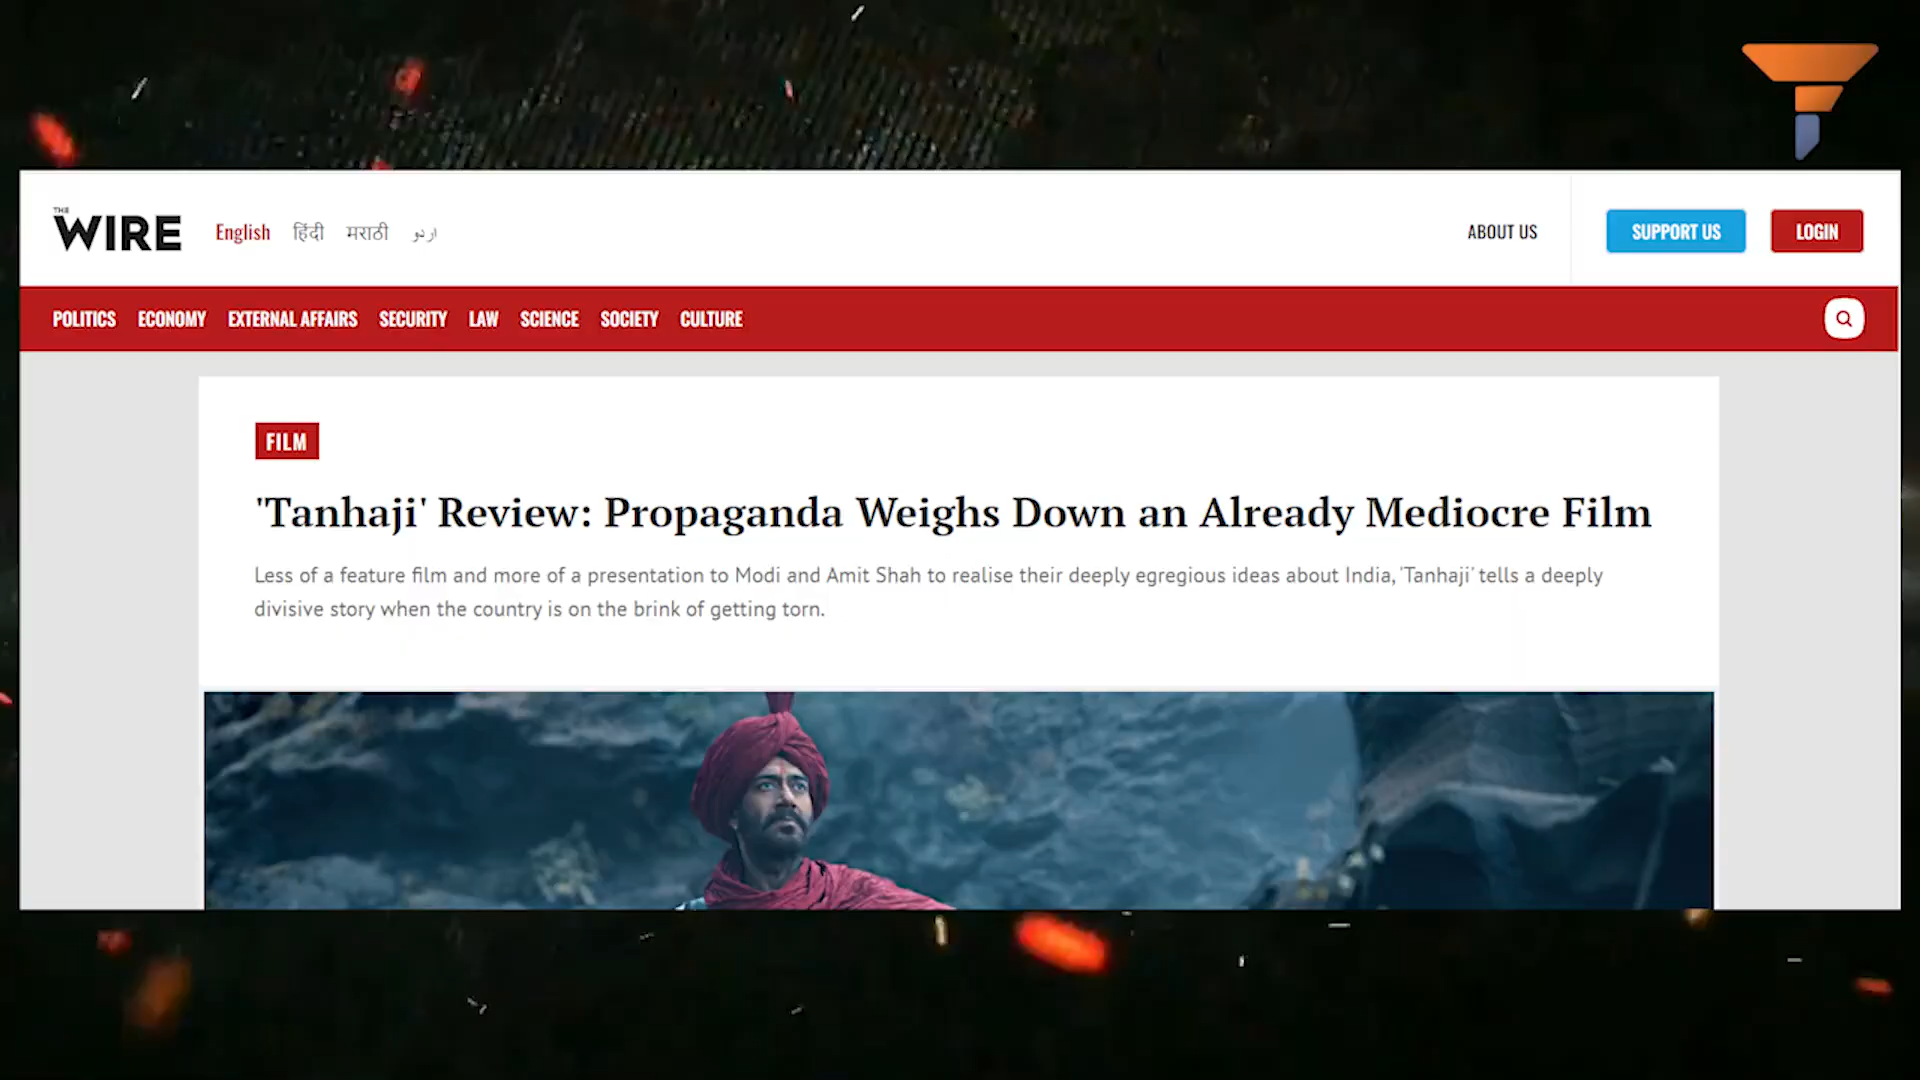 THE
WIRE
English हिंदी मराठी اردو
ABOUT US
SUPPORT US
LOGIN
POLITICS ECONOMY EXTERNAL AFFAIRS SECURITY LAW SCIENCE SOCIETY CULTURE
FILM
'Tanhaji' Review: Propaganda Weighs Down an Already Mediocre Film
Less of a feature film and more of a presentation to Modi and Amit Shah to realise their deeply egregious ideas about India, 'Tanhaji' tells a deeply
divisive story when the country is on the brink of getting torn.